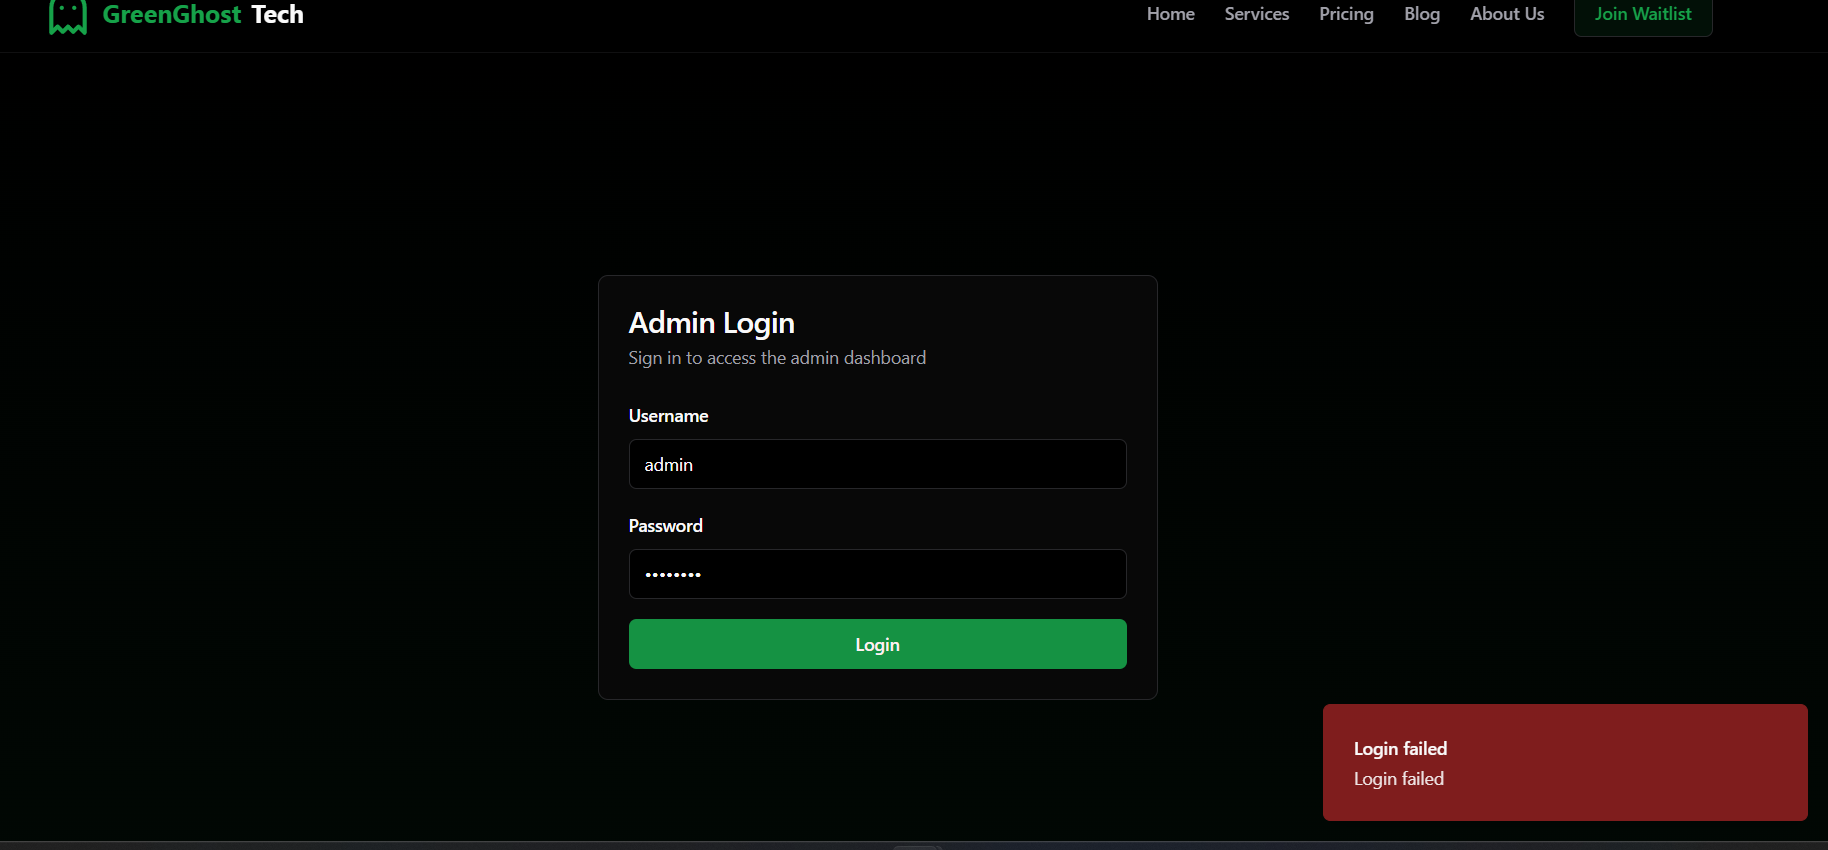 GreenGhost Tech
Home Services Pricing Blog About Us Join Waitlist
Admin Login
Sign in to access the admin dashboard
Username
admin
Password
••••••••
Login
Login failed
Login failed